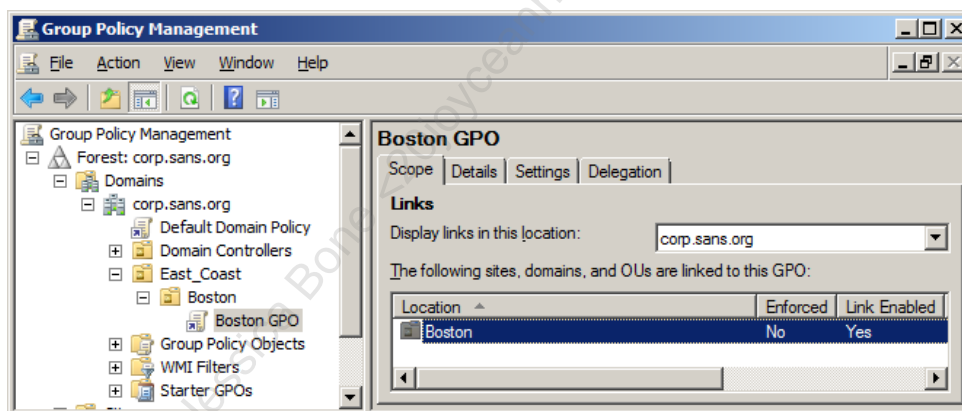 Group Policy Management
File Action View Window Help
Group Policy Management
Forest: corp.sans.org
Domains
corp.sans.org
Default Domain Policy
Domain Controllers
East_Coast
Boston
Boston GPO
Group Policy Objects
WMI Filters
Starter GPOs
Boston GPO
Scope Details Settings Delegation
Links
Display links in this location: corp.sans.org
The following sites, domains, and OUs are linked to this GPO:
Location Enforced Link Enabled
Boston No Yes